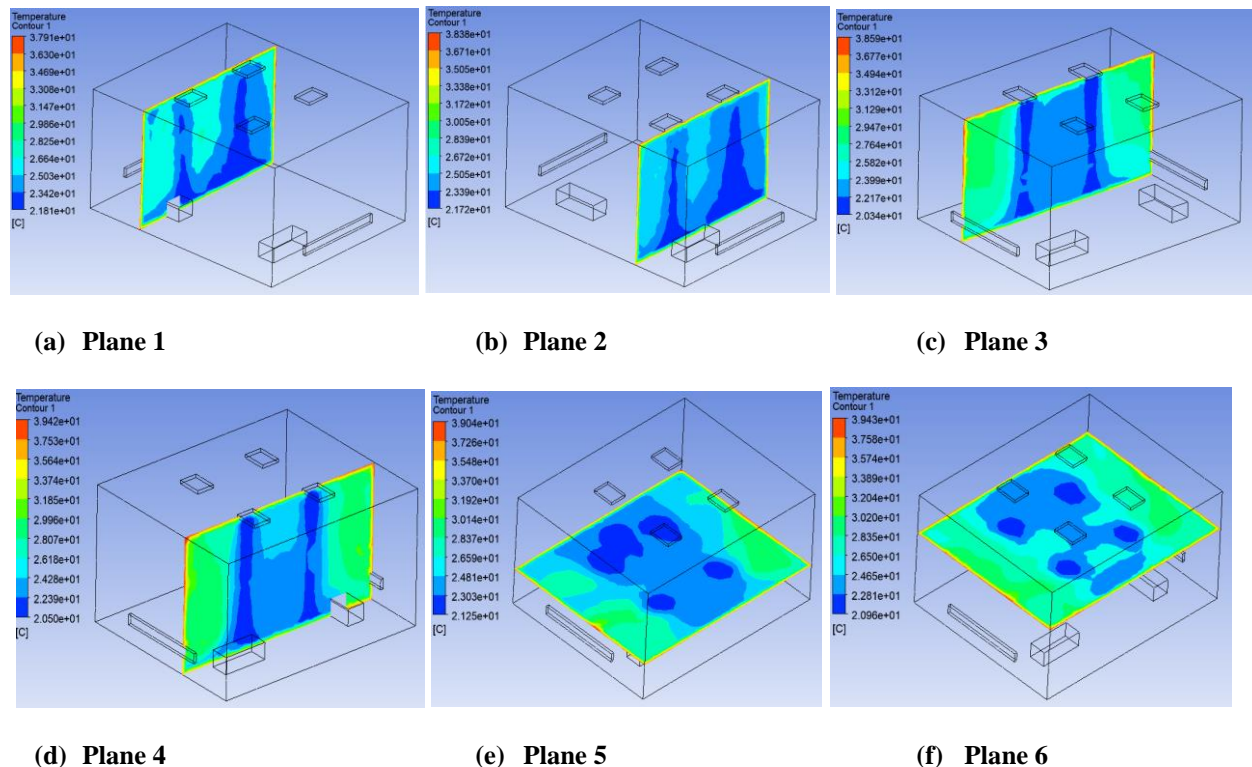 Temperature
Contour 1
3.791e+01
3.630e+01
3.469e+01
3.308e+01
3.147e+01
2.986e+01
2.825e+01
2.664e+01
2.503e+01
2.342e+01
2.181e+01
[C]
Temperature
Contour 1
3.838e+01
3.671e+01
3.505e+01
3.338e+01
3.172e+01
3.005e+01
2.839e+01
2.672e+01
2.505e+01
2.339e+01
2.172e+01
[C]
Temperature
Contour 1
3.859e+01
3.677e+01
3.494e+01
3.312e+01
3.129e+01
2.947e+01
2.764e+01
2.582e+01
2.399e+01
2.217e+01
2.034e+01
[C]
(a) Plane 1
(b) Plane 2
(c) Plane 3
Temperature
Contour 1
3.942e+01
3.753e+01
3.564e+01
3.374e+01
3.185e+01
2.996e+01
2.807e+01
2.618e+01
2.428e+01
2.239e+01
2.050e+01
[C]
Temperature
Contour 1
3.904e+01
3.726e+01
3.548e+01
3.370e+01
3.192e+01
3.014e+01
2.837e+01
2.659e+01
2.481e+01
2.303e+01
2.125e+01
[C]
Temperature
Contour 1
3.943e+01
3.758e+01
3.574e+01
3.389e+01
3.204e+01
3.020e+01
2.835e+01
2.650e+01
2.465e+01
2.281e+01
2.096e+01
[C]
(d) Plane 4
(e) Plane 5
(f) Plane 6